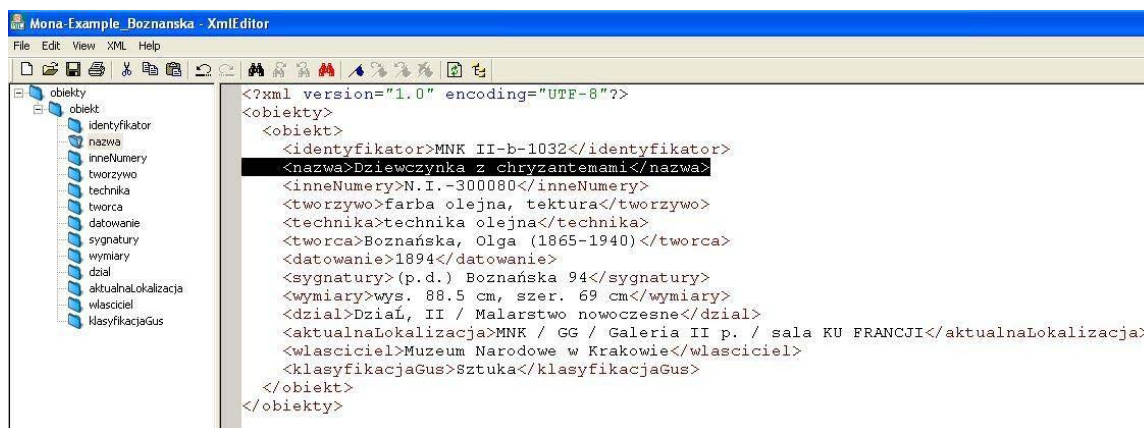 Mona-Example_Boznanska - XmlEditor
File Edit View XML Help
obiekty
obiekt
identyfikator
nazwa
inneNumery
tworzywo
technika
tworca
datowanie
sygnatury
wymiary
dzial
aktualnaLokalizacja
wlasciciel
klasyfikacjaGus
<?xml version="1.0" encoding="UTF-8"?>
<obiekty>
<obiekt>
<identyfikator>MNK II-b-1032</identyfikator>
<nazwa>Dziewczynka z chryzantemami</nazwa>
<inneNumery>N.I.-300080</inneNumery>
<tworzywo>farba olejna, tektura</tworzywo>
<technika>technika olejna</technika>
<tworca>Boznańska, Olga (1865-1940)</tworca>
<datowanie>1894</datowanie>
<sygnatury>(p.d.) Boznańska 94</sygnatury>
<wymiary>wys. 88.5 cm, szer. 69 cm</wymiary>
<dzial>DziaĹ, II / Malarstwo nowoczesne</dzial>
<aktualnaLokalizacja>MNK / GG / Galeria II p. / sala KU FRANCJI</aktualnaLokalizacja>
<wlasciciel>Muzeum Narodowe w Krakowie</wlasciciel>
<klasyfikacjaGus>Sztuka</klasyfikacjaGus>
</obiekt>
</obiekty>